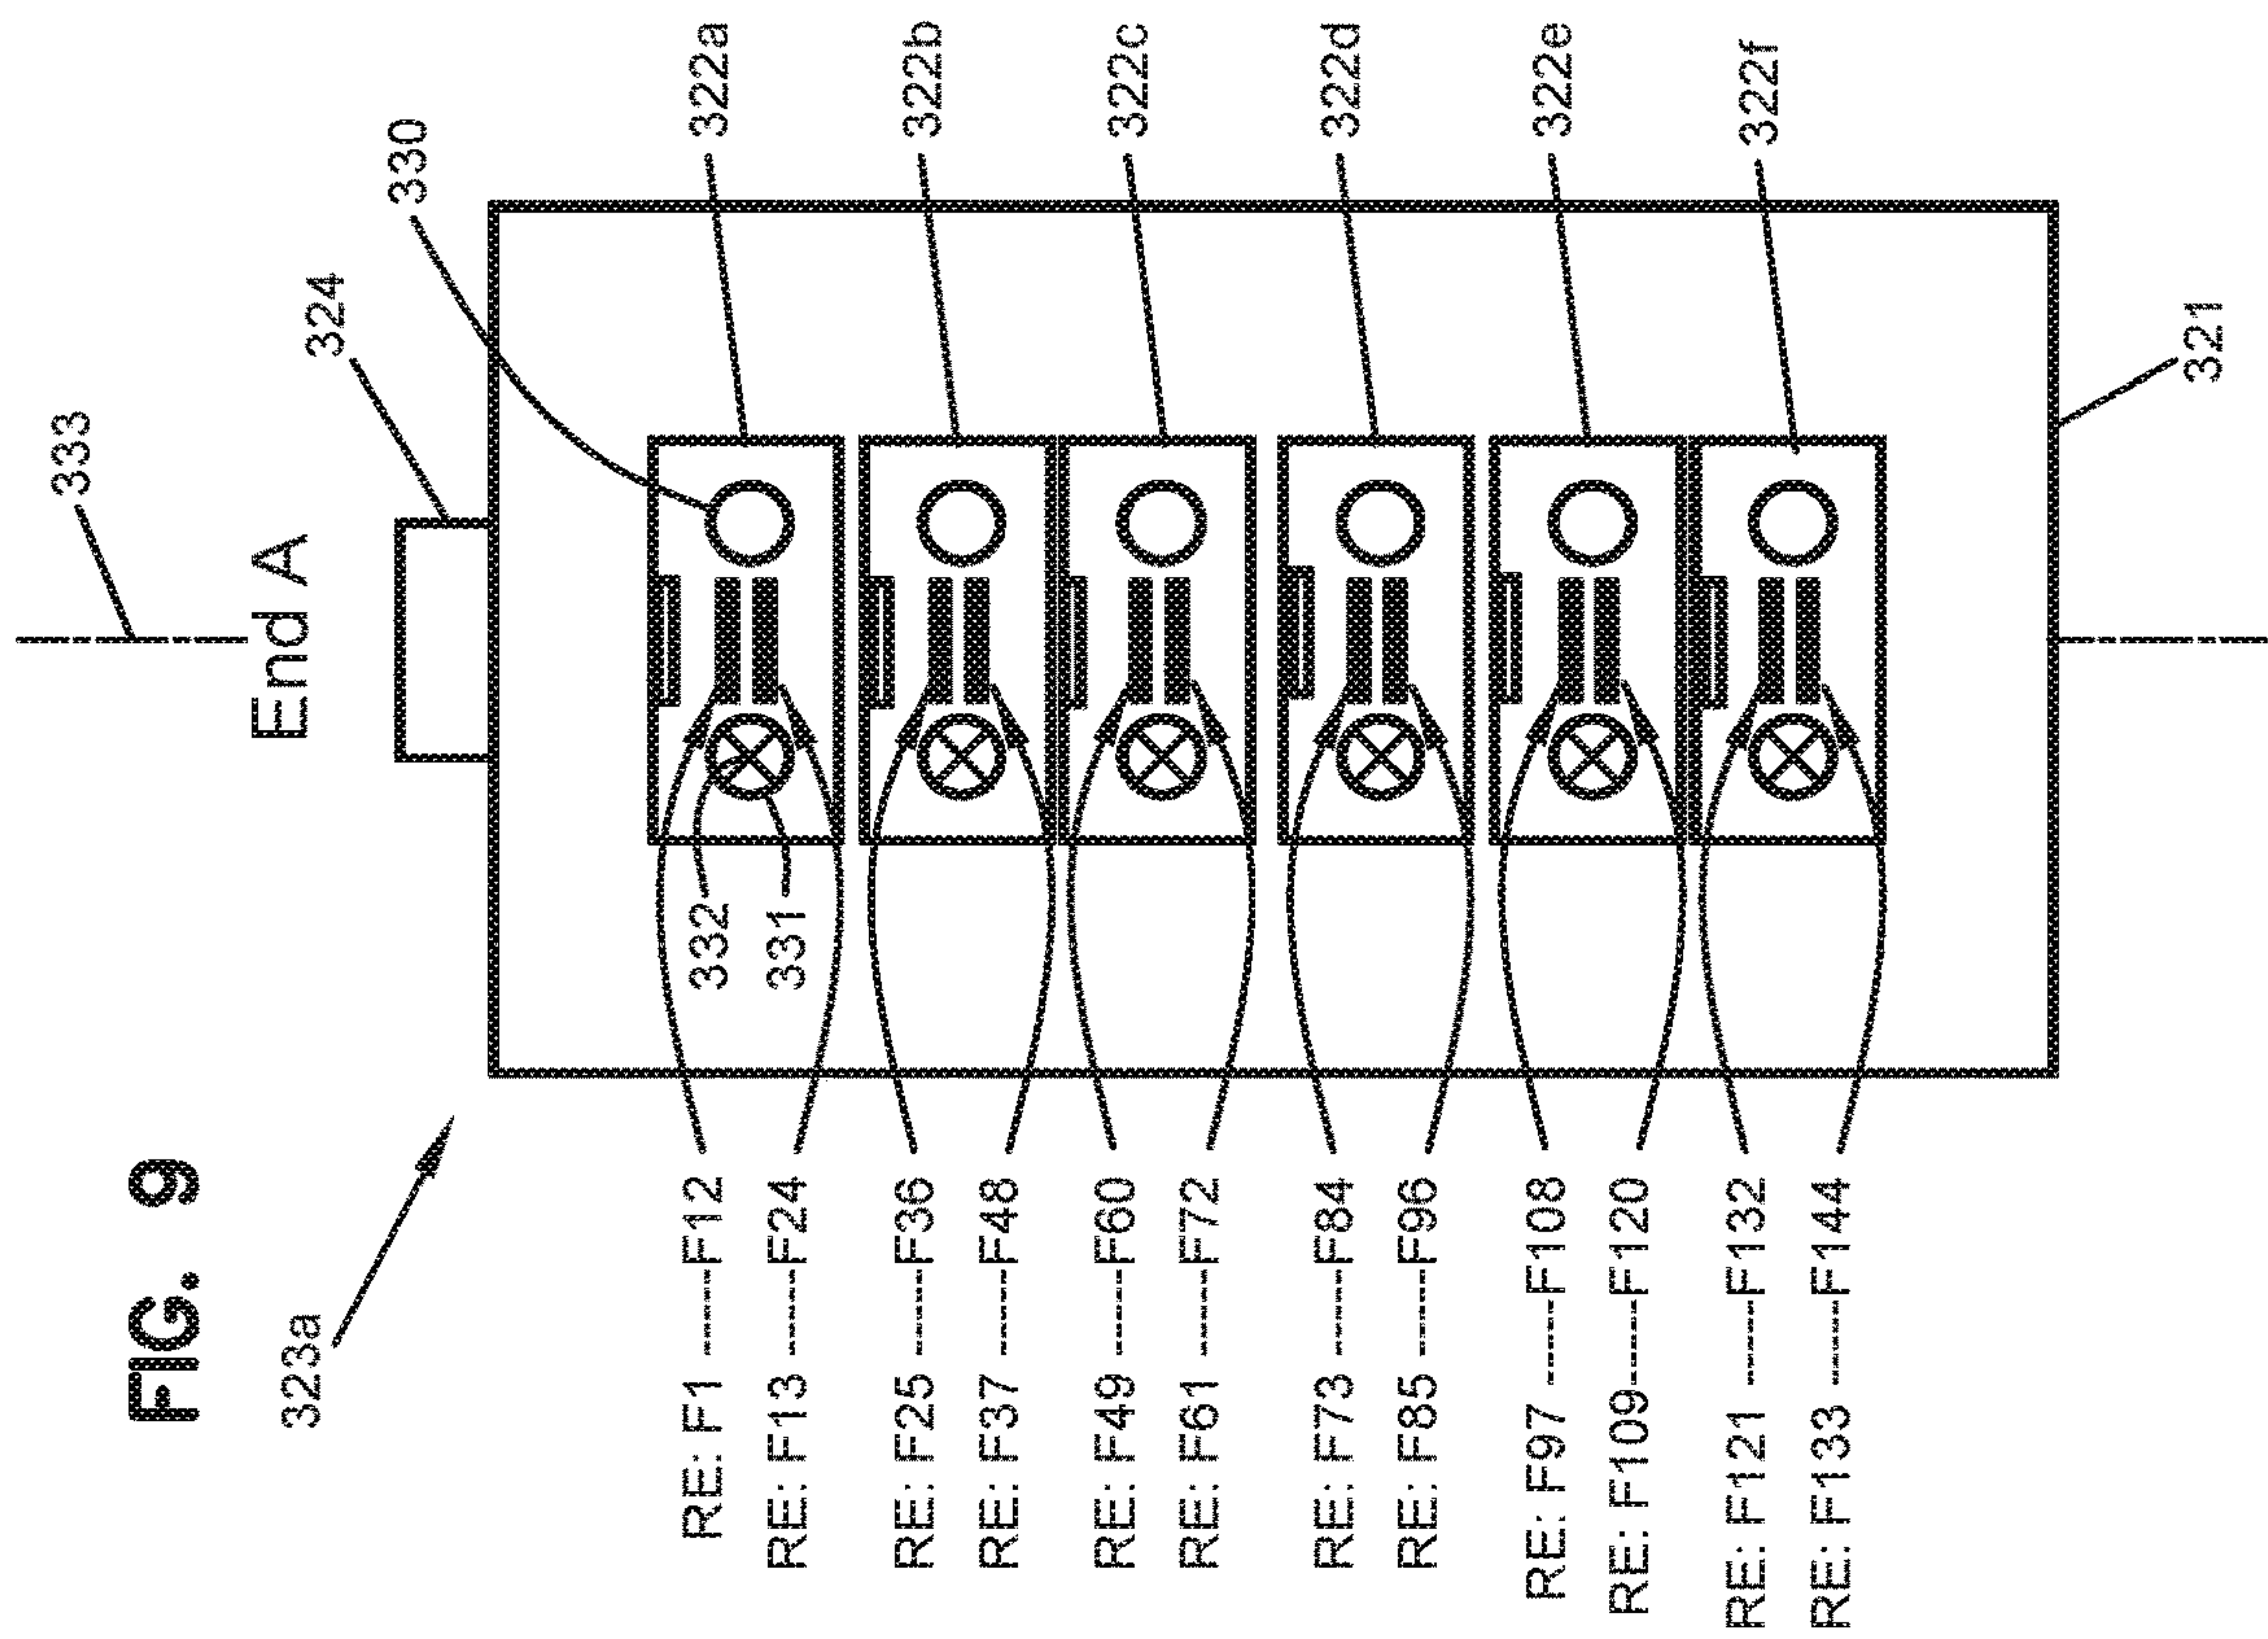 FIG. 9
323a
End A
333
324
330
322a
322b
322c
322d
322e
322f
321
332
331
RE: F1 -----F12
RE: F13 -----F24
RE: F25 -----F36
RE: F37 -----F48
RE: F49 -----F60
RE: F61 -----F72
RE: F73 -----F84
RE: F85 -----F96
RE: F97 -----F108
RE: F109-----F120
RE: F121 -----F132
RE: F133 -----F144